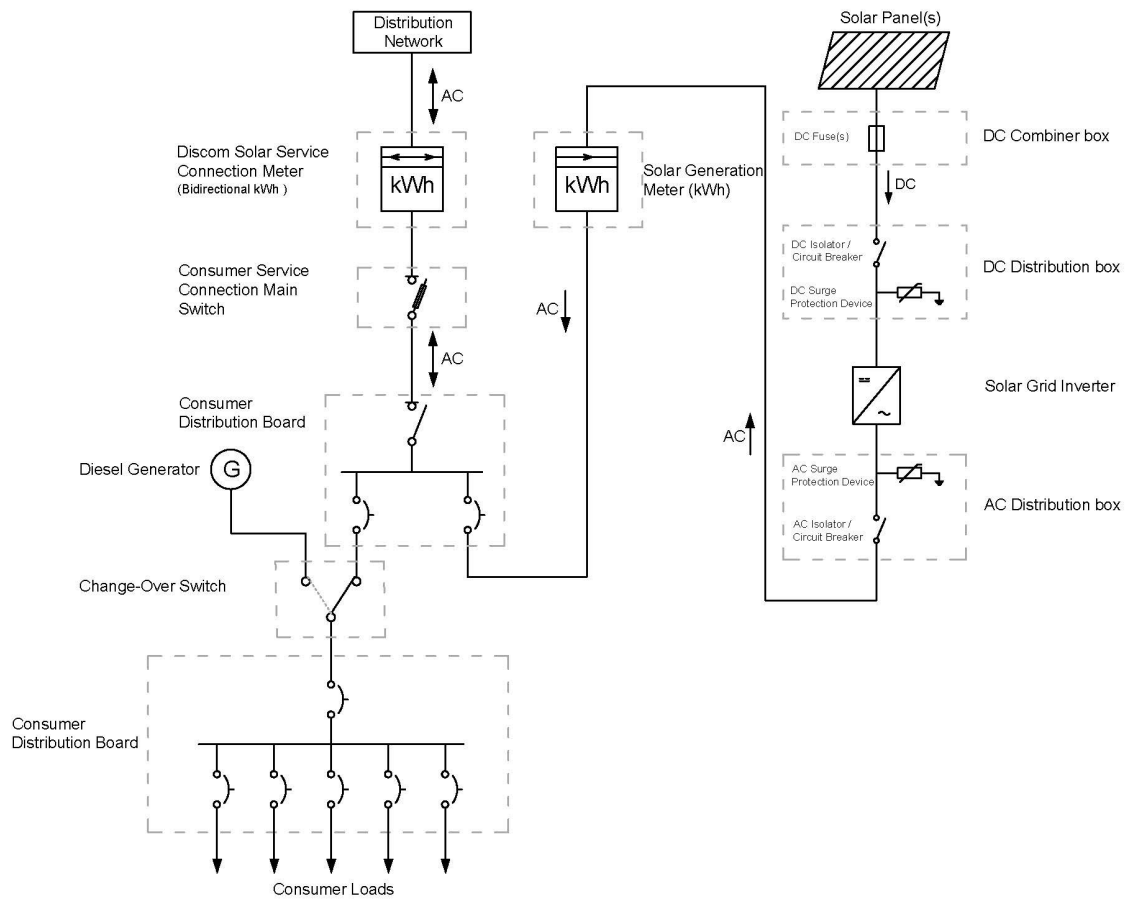 Distribution
Network
AC
Discom Solar Service
Connection Meter
(Bidirectional kWh )
kWh
Consumer Service
Connection Main
Switch
AC
Consumer
Distribution Board
Diesel Generator
G
Change-Over Switch
Consumer
Distribution Board
Consumer Loads
kWh
Solar Generation
Meter (kWh)
AC
AC
Solar Panel(s)
DC Fuse(s)
DC Combiner box
DC
DC Isolator /
Circuit Breaker
DC Surge
Protection Device
DC Distribution box
Solar Grid Inverter
AC Surge
Protection Device
AC Isolator /
Circuit Breaker
AC Distribution box